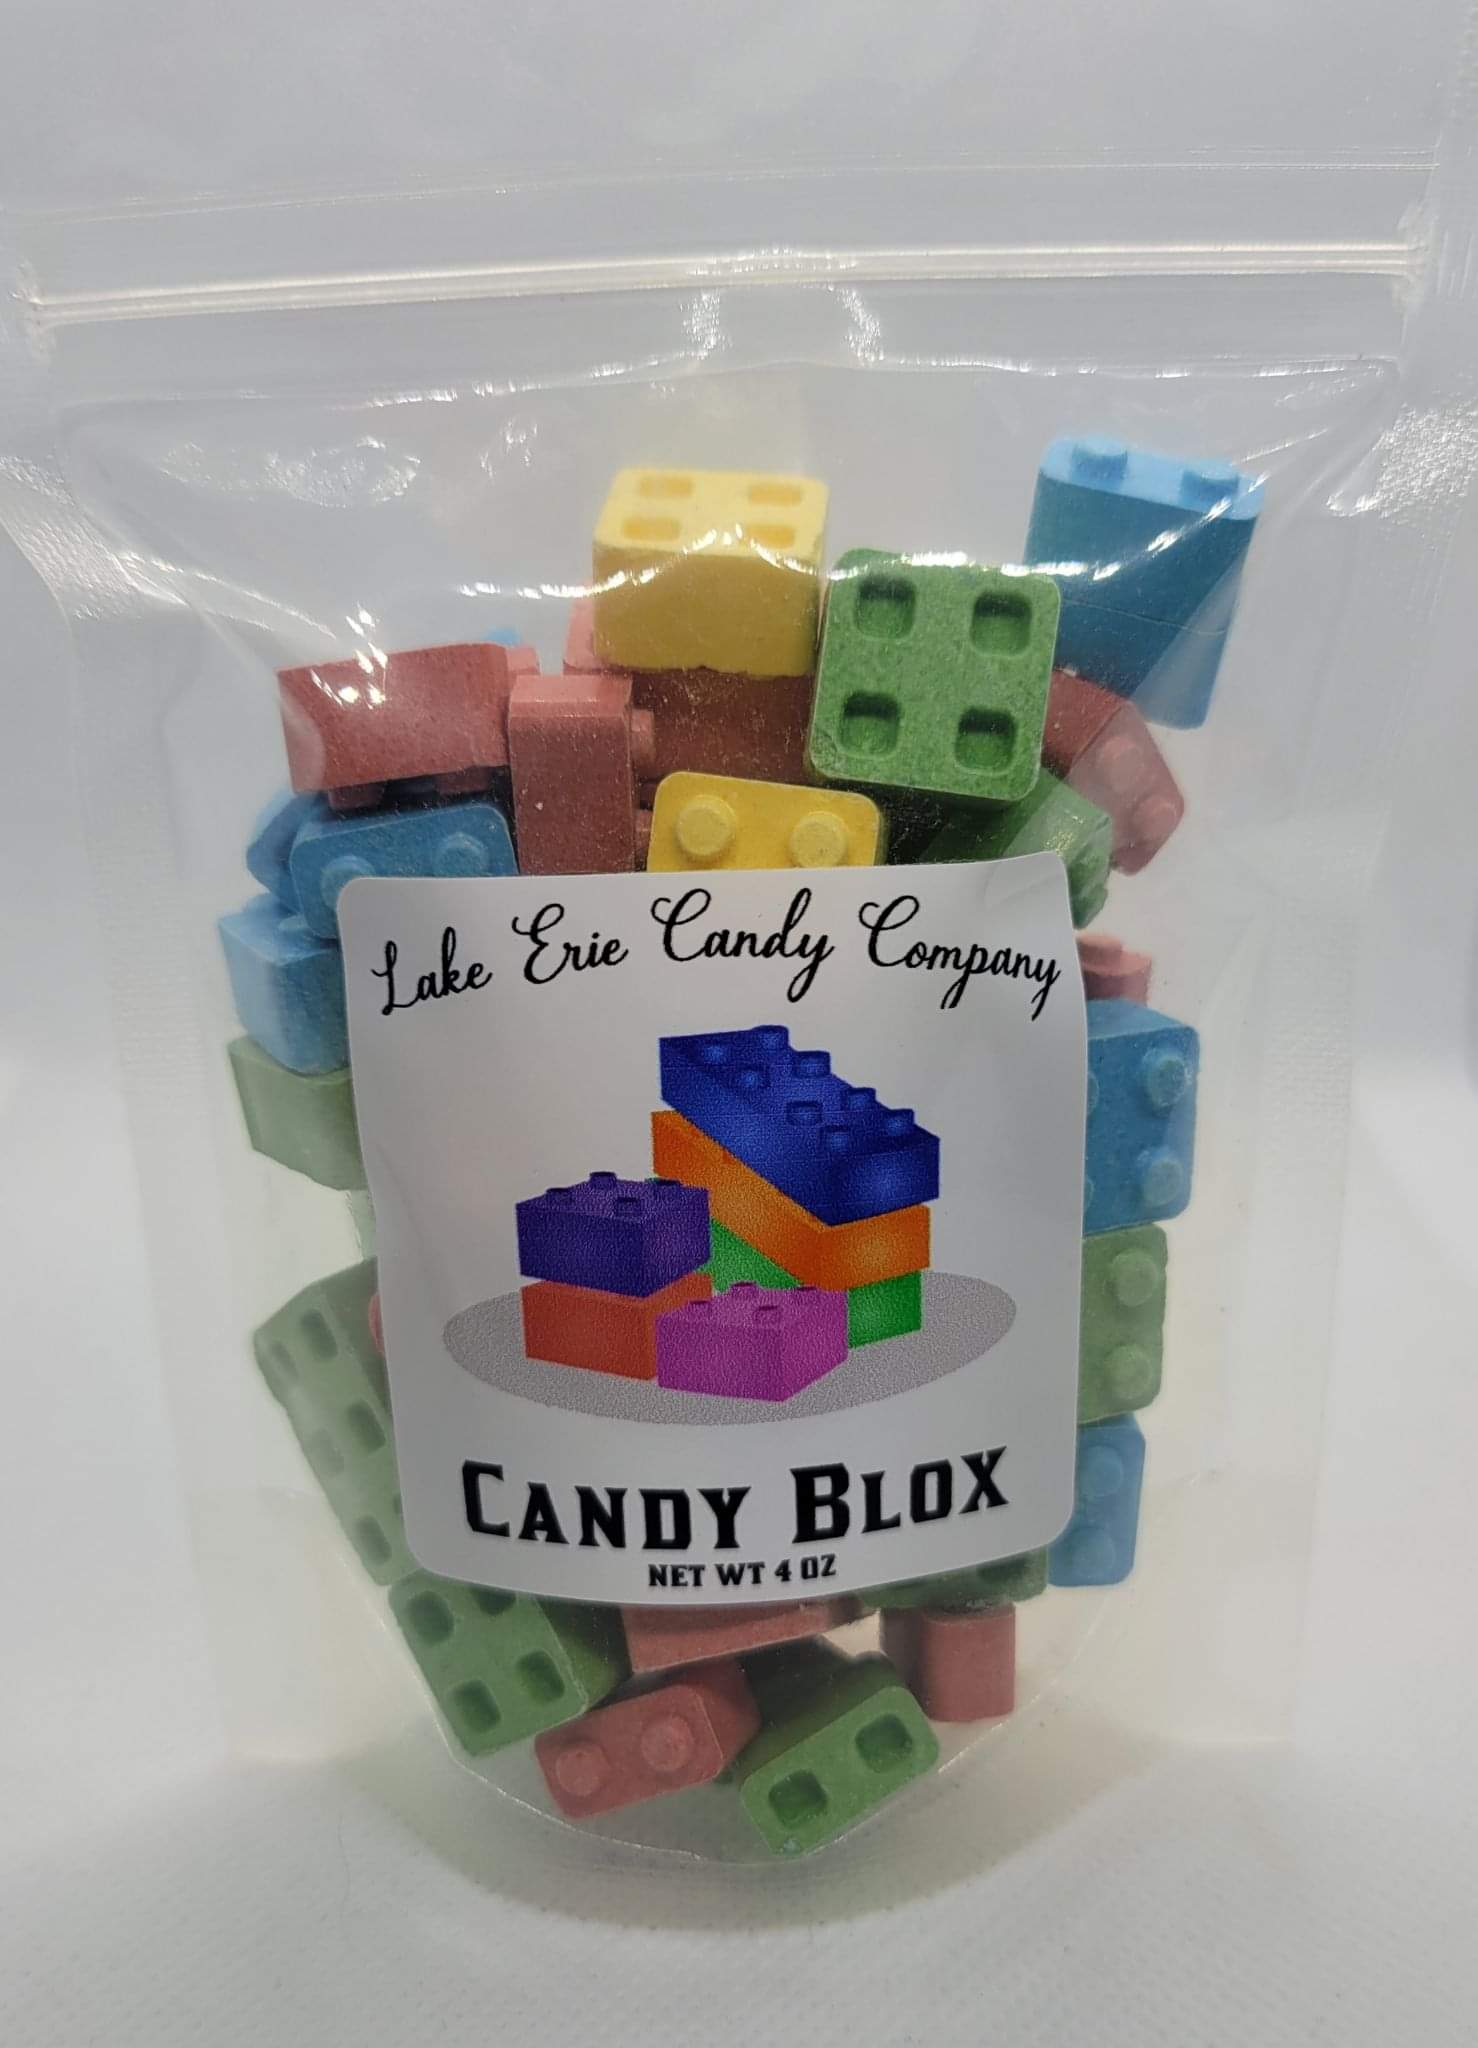 Lake Erie Candy Company
Candy Blox
NET WT 4 OZ